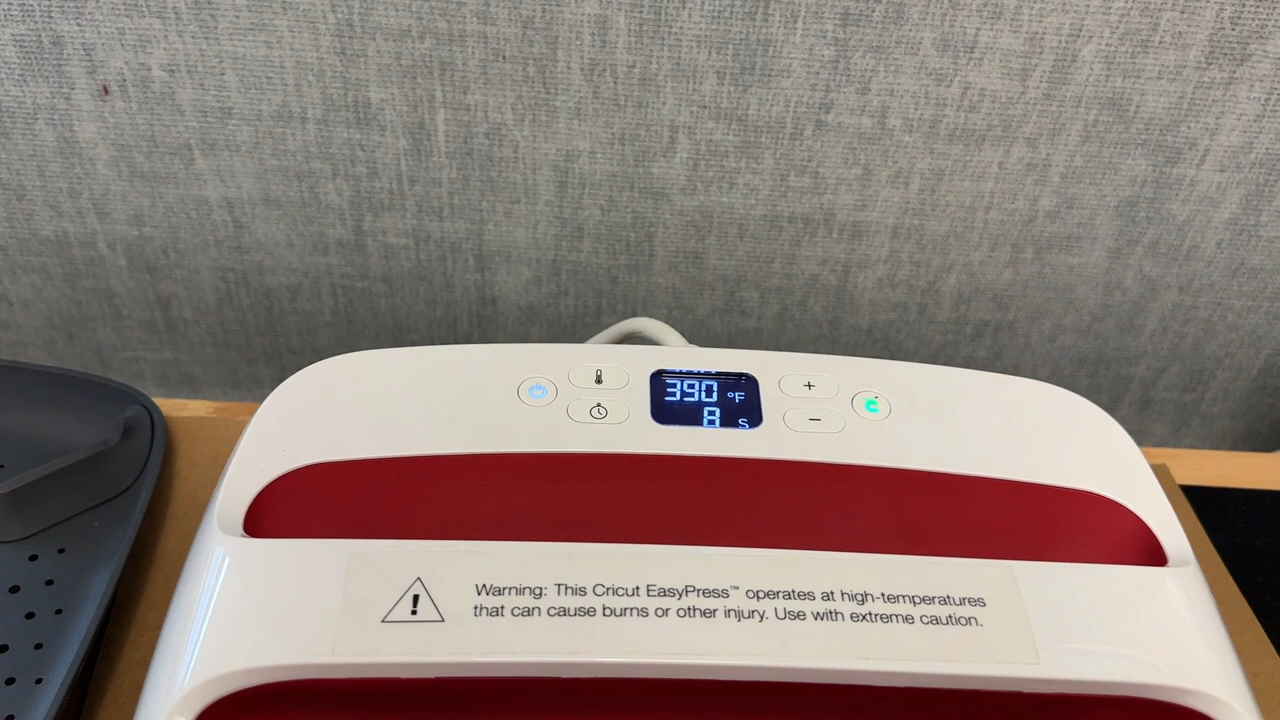 390 °F
8 s
+
−
Warning: This Cricut EasyPress™ operates at high-temperatures
that can cause burns or other injury. Use with extreme caution.